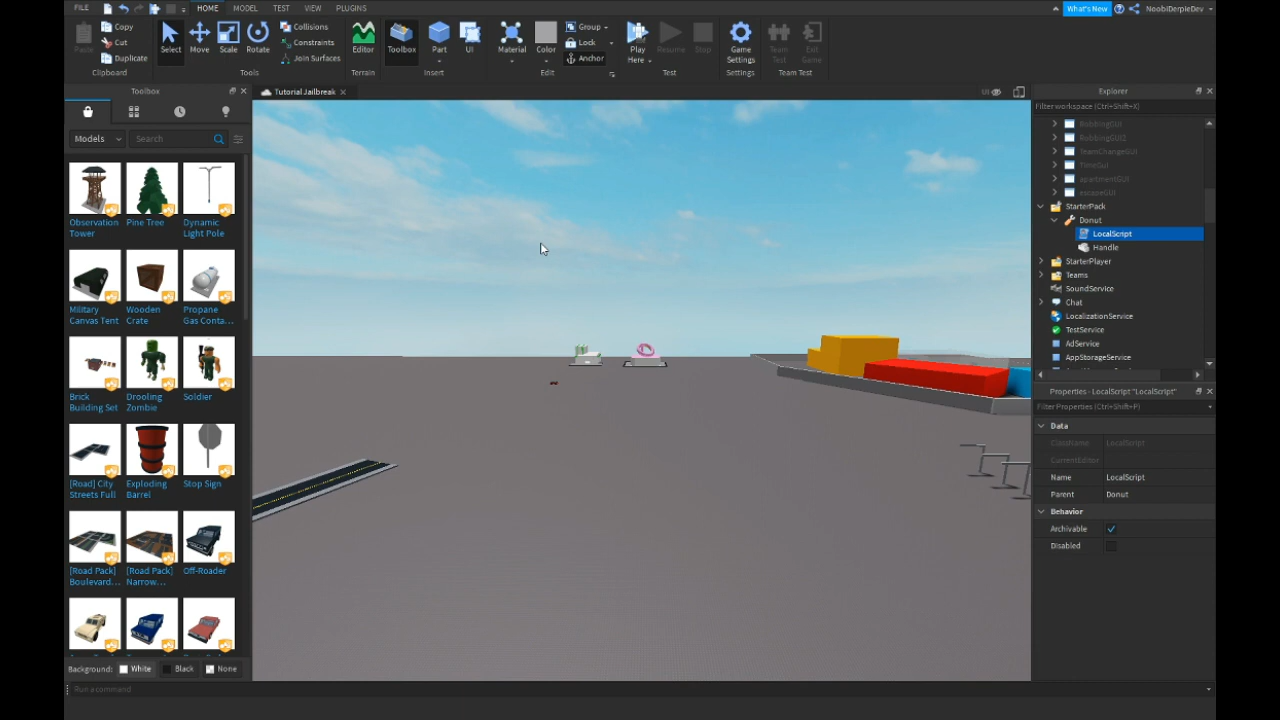 FILE HOME MODEL TEST VIEW PLUGINS What's New NoobiDerpieDev
Copy
Cut
Duplicate
Paste
Clipboard
Select Move Scale Rotate
Collisions
Constraints
Join Surfaces
Tools
Editor
Terrain
Toolbox Part UI
Insert
Material Color
Group
Lock
Anchor
Edit
Play Here Resume Stop
Test
Game Settings
Settings
Team Test Exit Game
Team Test
Toolbox
Models Search
Observation Tower
Pine Tree
Dynamic Light Pole
Military Canvas Tent
Wooden Crate
Propane Gas Conta...
Brick Building Set
Drooling Zombie
Soldier
[Road] City Streets Full
Exploding Barrel
Stop Sign
[Road Pack] Boulevard...
[Road Pack] Narrow...
Off-Roader
Background: White Black None
Run a command
Tutorial Jailbreak
UI
Explorer
Filter workspace (Ctrl+Shift+X)
RobbingGUI
RobbingGUI2
TeamChangeGUI
TimeGui
apartmentGUI
escapeGUI
StarterPack
Donut
LocalScript
Handle
StarterPlayer
Teams
SoundService
Chat
LocalizationService
TestService
AdService
AppStorageService
Properties - LocalScript "LocalScript"
Filter Properties (Ctrl+Shift+P)
Data
ClassName LocalScript
CurrentEditor
Name LocalScript
Parent Donut
Behavior
Archivable
Disabled